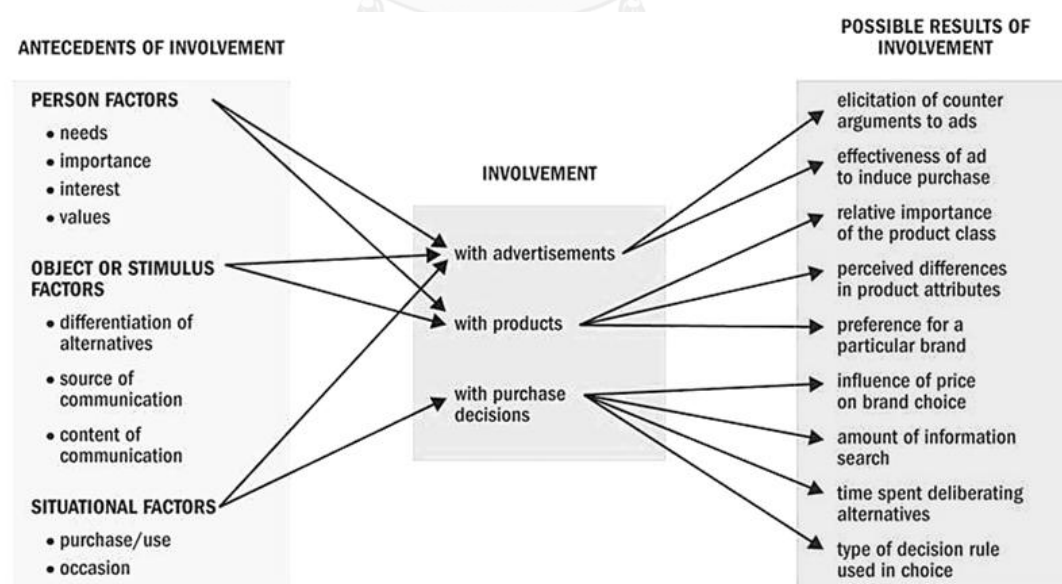 ANTECEDENTS OF INVOLVEMENT
PERSON FACTORS
• needs
• importance
• interest
• values
OBJECT OR STIMULUS
FACTORS
• differentiation of
alternatives
• source of
communication
• content of
communication
SITUATIONAL FACTORS
• purchase/use
• occasion
INVOLVEMENT
with advertisements
with products
with purchase
decisions
POSSIBLE RESULTS OF
INVOLVEMENT
elicitation of counter
arguments to ads
effectiveness of ad
to induce purchase
relative importance
of the product class
perceived differences
in product attributes
preference for a
particular brand
influence of price
on brand choice
amount of information
search
time spent deliberating
alternatives
type of decision rule
used in choice